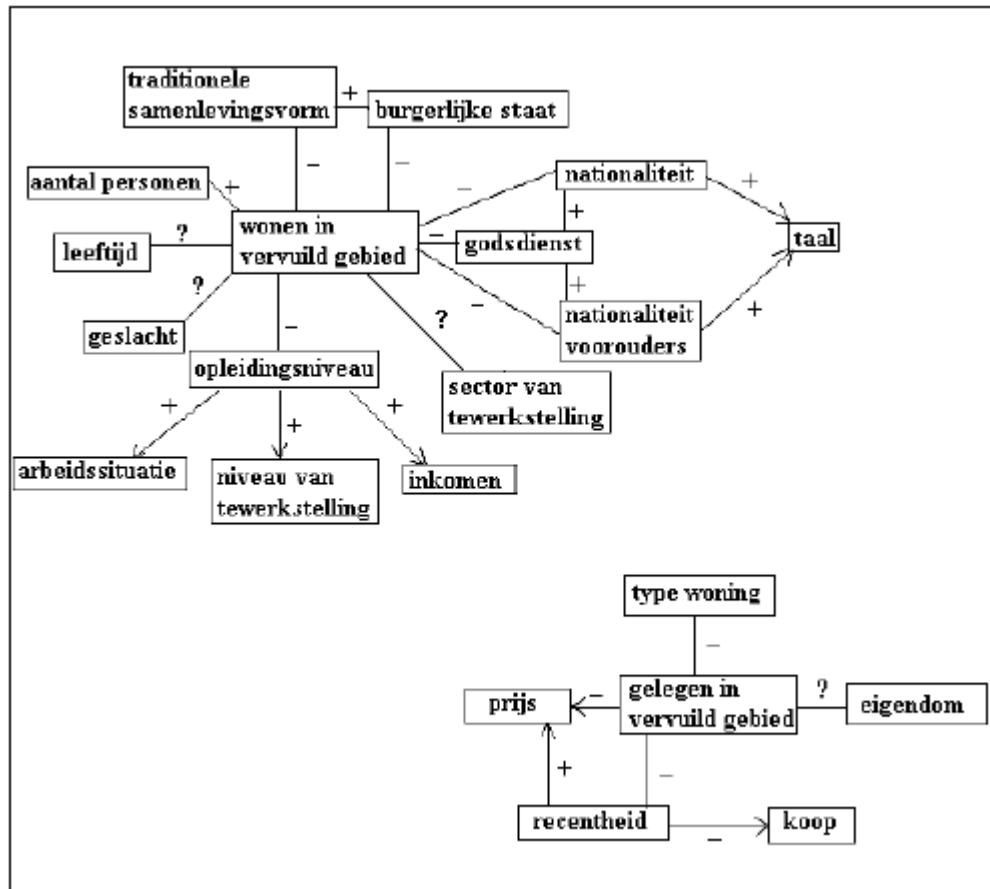 traditionele
samenlevingsvorm
+
burgerlijke staat
−
−
aantal personen
+
nationaliteit
−
+
+
wonen in
vervuild gebied
?
leeftijd
−
godsdienst
taal
?
+
−
nationaliteit
voorouders
+
geslacht
−
?
opleidingsniveau
sector van
tewerkstelling
+
+
+
arbeidssituatie
niveau van
tewerkstelling
inkomen
type woning
−
prijs
−
gelegen in
vervuild gebied
?
eigendom
+
−
recentheid
−
koop